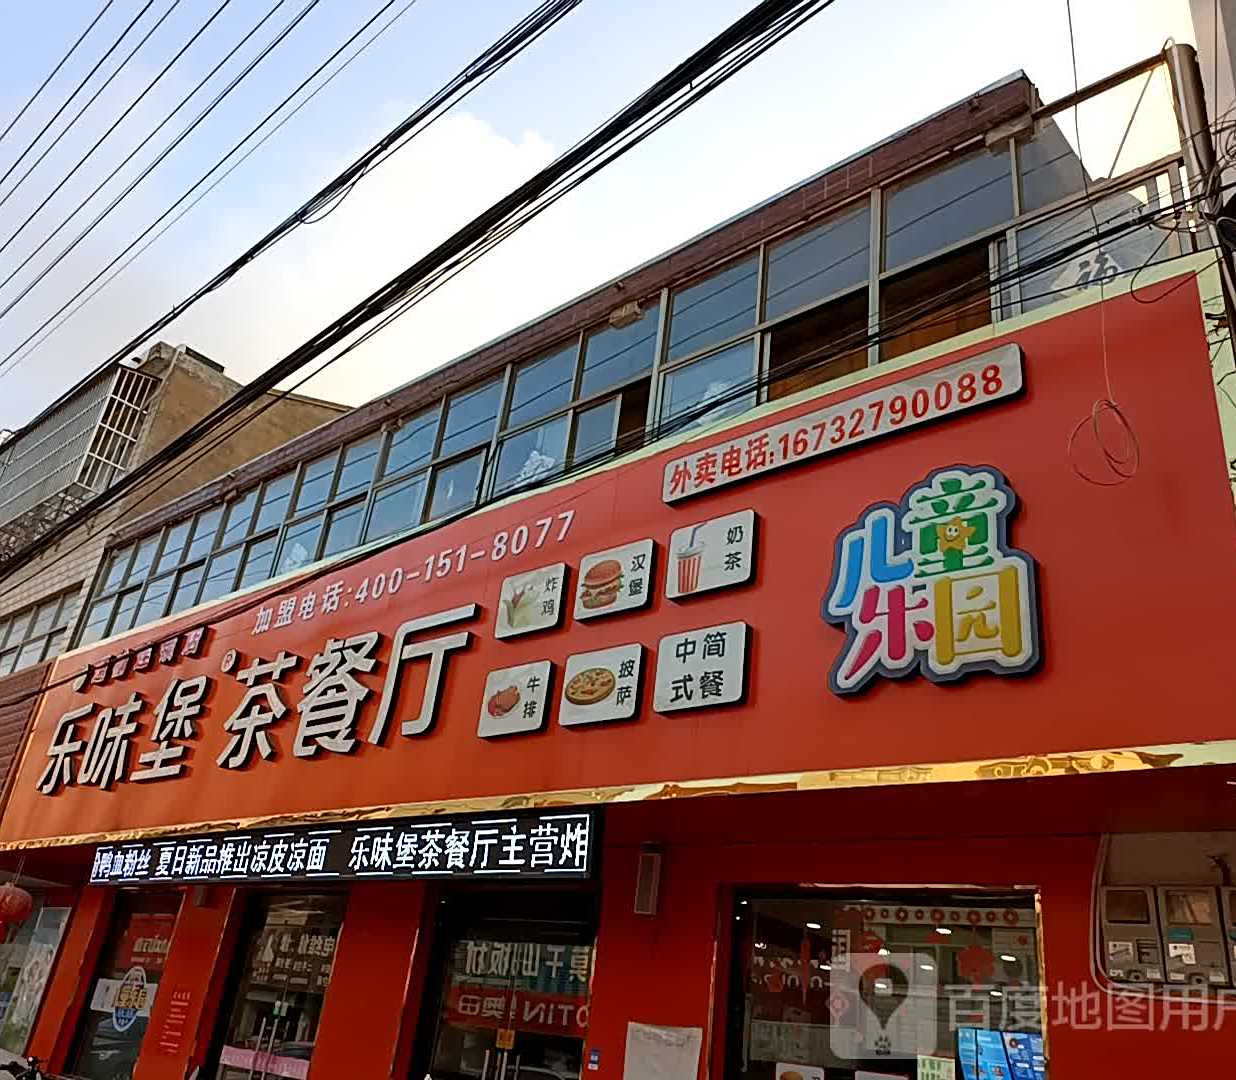 外卖电话:16732790088
加盟电话:400-151-8077
乐味堡®茶餐厅
炸鸡
汉堡
奶茶
牛排
披萨
中简式餐
儿童乐园
鸭血粉丝 夏日新品推出凉皮凉面 乐味堡茶餐厅主营炸
福
百度地图用户